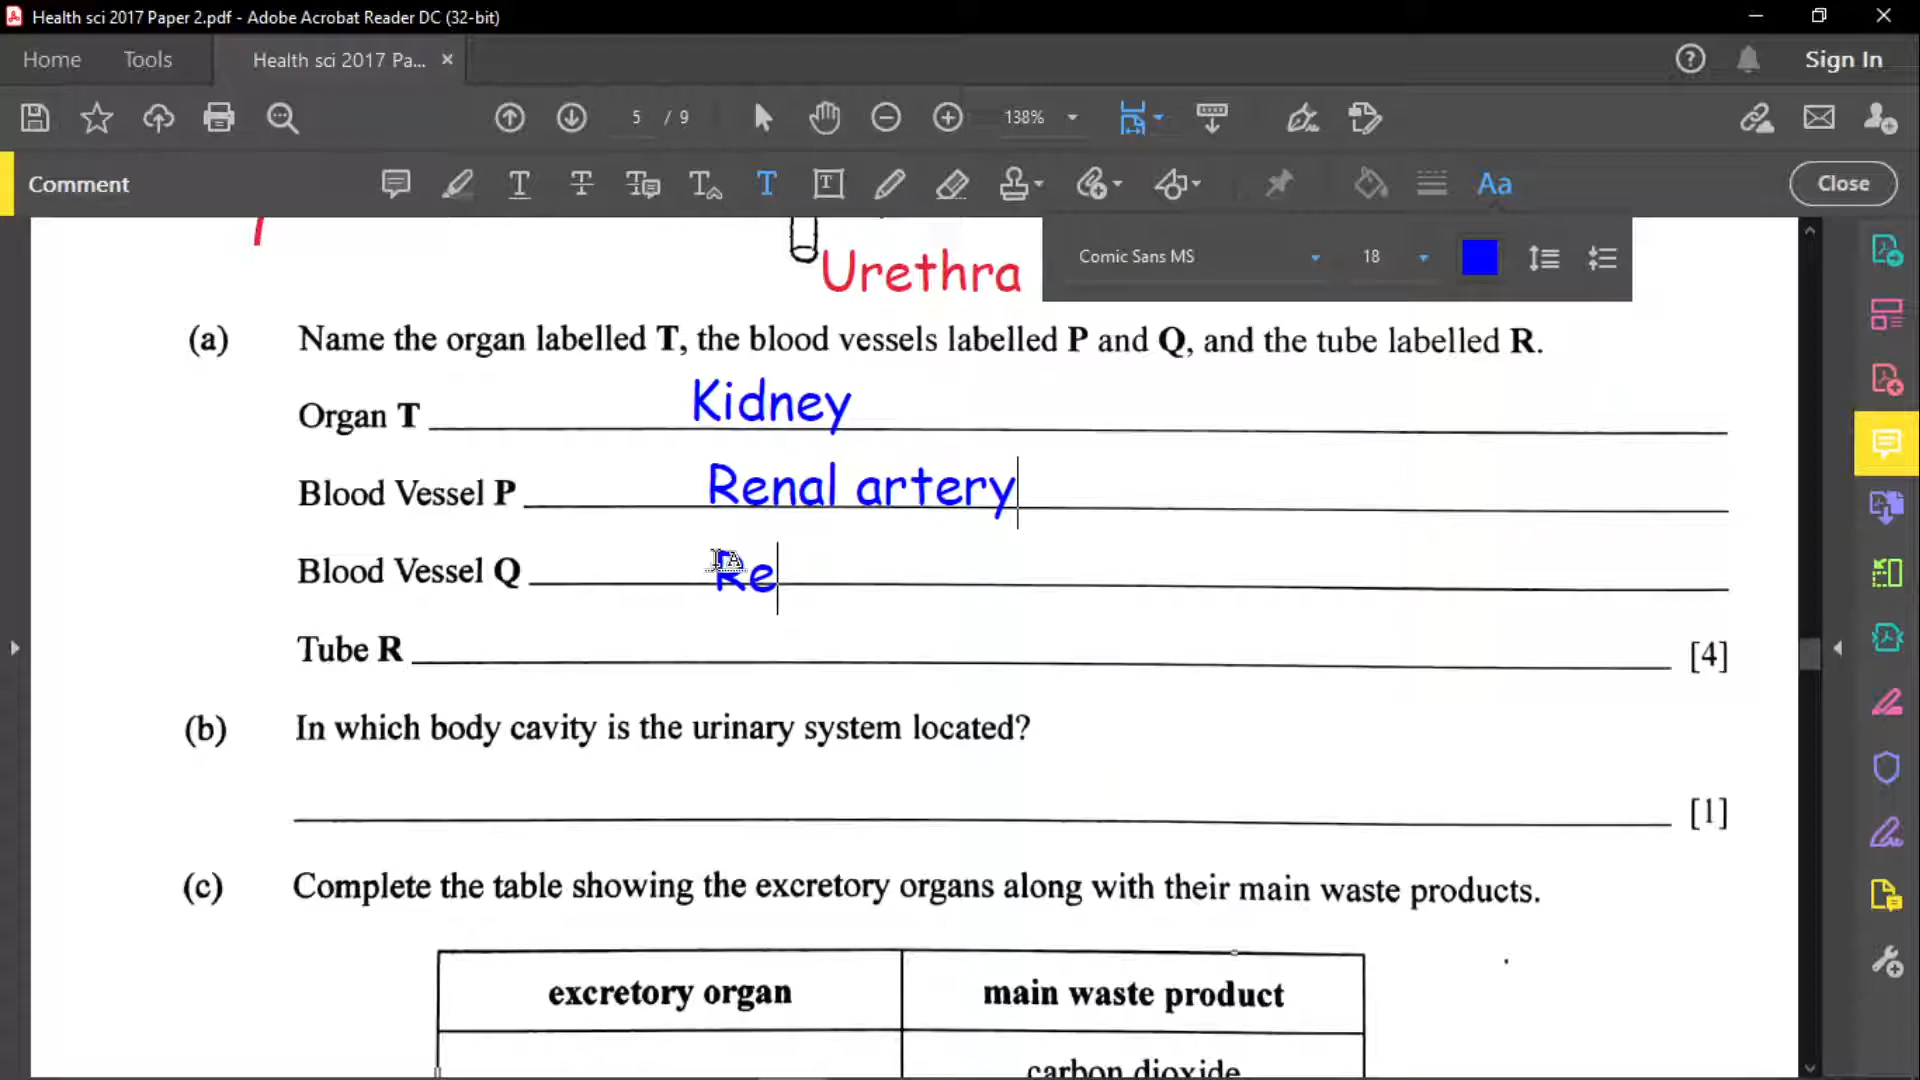 Health sci 2017 Paper 2.pdf - Adobe Acrobat Reader DC (32-bit)
Home Tools Health sci 2017 Pa... × Sign In
5 / 9 138%
Comment Close
Comic Sans MS 18
Urethra
(a) Name the organ labelled T, the blood vessels labelled P and Q, and the tube labelled R.
Organ T Kidney
Blood Vessel P Renal artery
Blood Vessel Q Re
Tube R [4]
(b) In which body cavity is the urinary system located?
[1]
(c) Complete the table showing the excretory organs along with their main waste products.
excretory organ main waste product
carbon dioxide